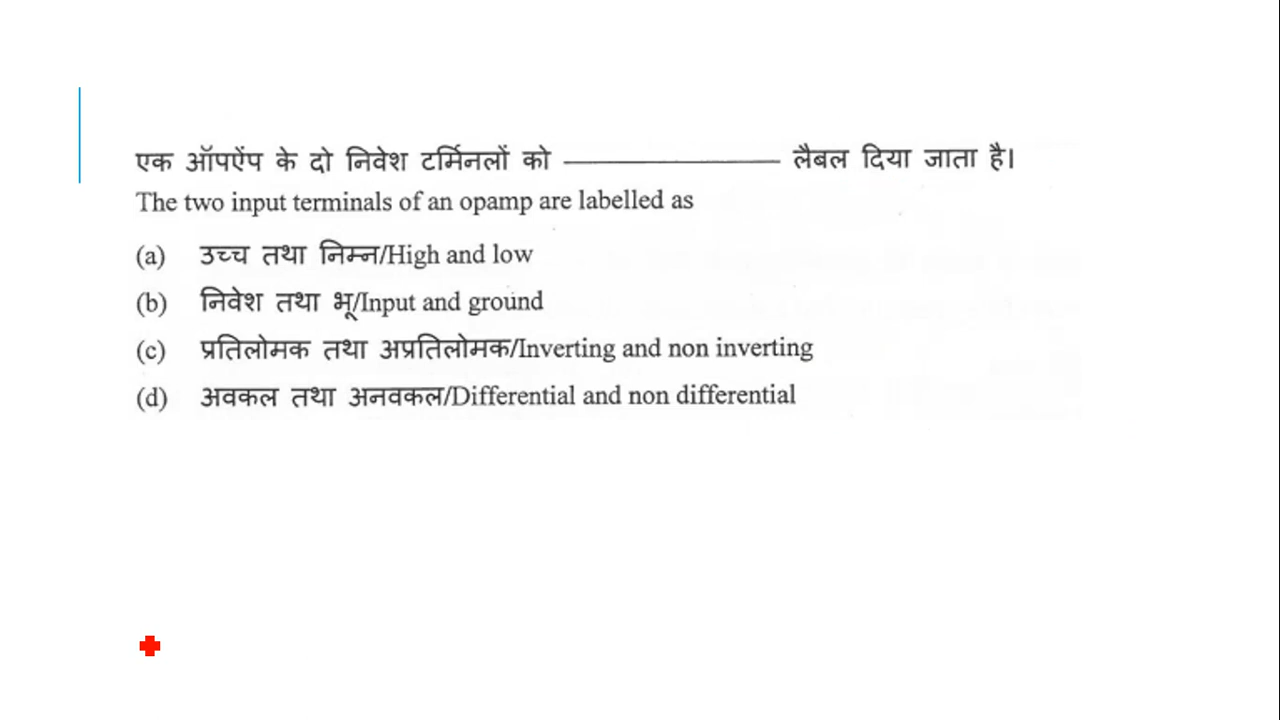 एक ऑपऐंप के दो निवेश टर्मिनलों को ____________ लैबल दिया जाता है।
The two input terminals of an opamp are labelled as
(a) उच्च तथा निम्न/High and low
(b) निवेश तथा भू/Input and ground
(c) प्रतिलोमक तथा अप्रतिलोमक/Inverting and non inverting
(d) अवकल तथा अनवकल/Differential and non differential